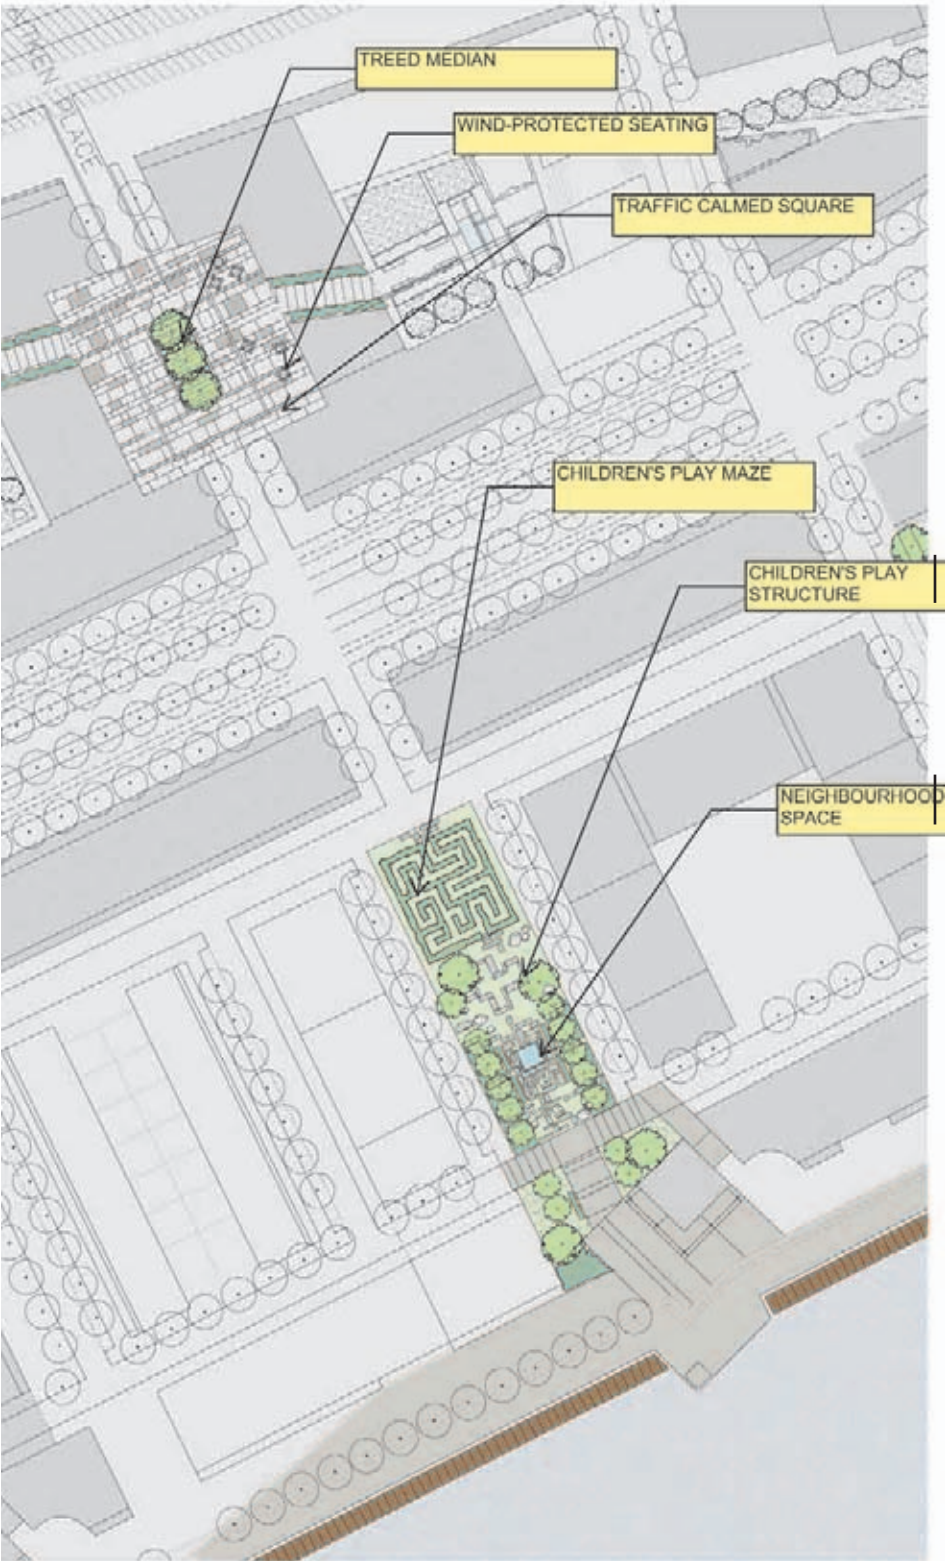 TREED MEDIAN
WIND-PROTECTED SEATING
TRAFFIC CALMED SQUARE
CHILDREN'S PLAY MAZE
CHILDREN'S PLAY
STRUCTURE
NEIGHBOURHOOD
SPACE